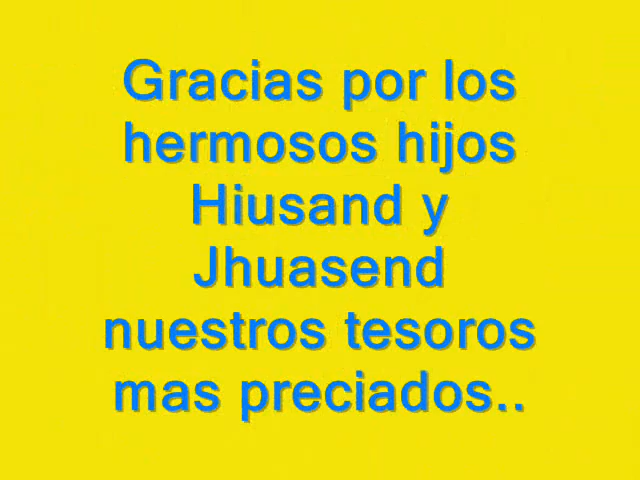 Gracias por los
hermosos hijos
Hiusand y
Jhuasend
nuestros tesoros
mas preciados..